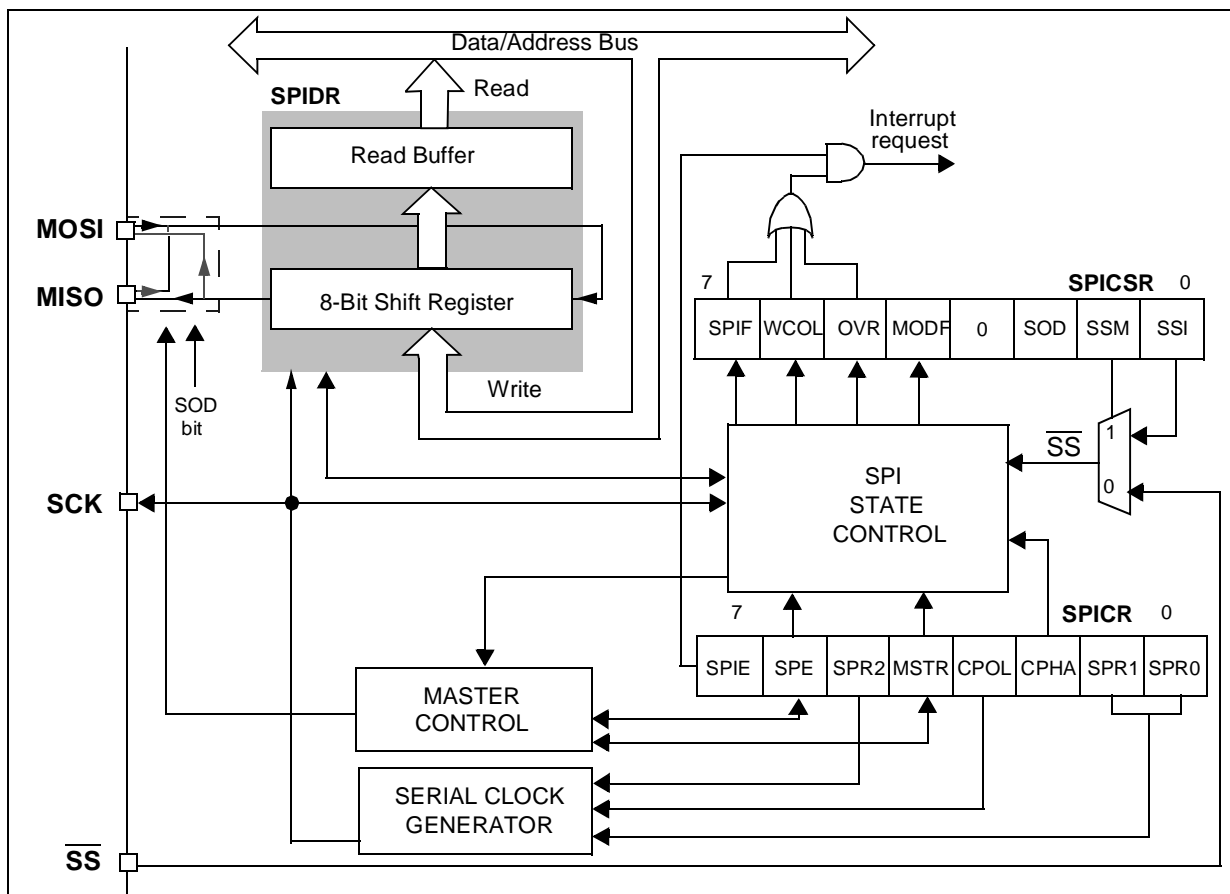 Data/Address Bus
Read
SPIDR
Interrupt
request
Read Buffer
MOSI
MISO
8-Bit Shift Register
7
SPICSR 0
SPIF WCOL OVR MODF 0 SOD SSM SSI
Write
SOD
bit
1
SS
0
SCK
SPI
STATE
CONTROL
7
SPICR 0
SPIE SPE SPR2 MSTR CPOL CPHA SPR1 SPR0
MASTER
CONTROL
SERIAL CLOCK
GENERATOR
SS